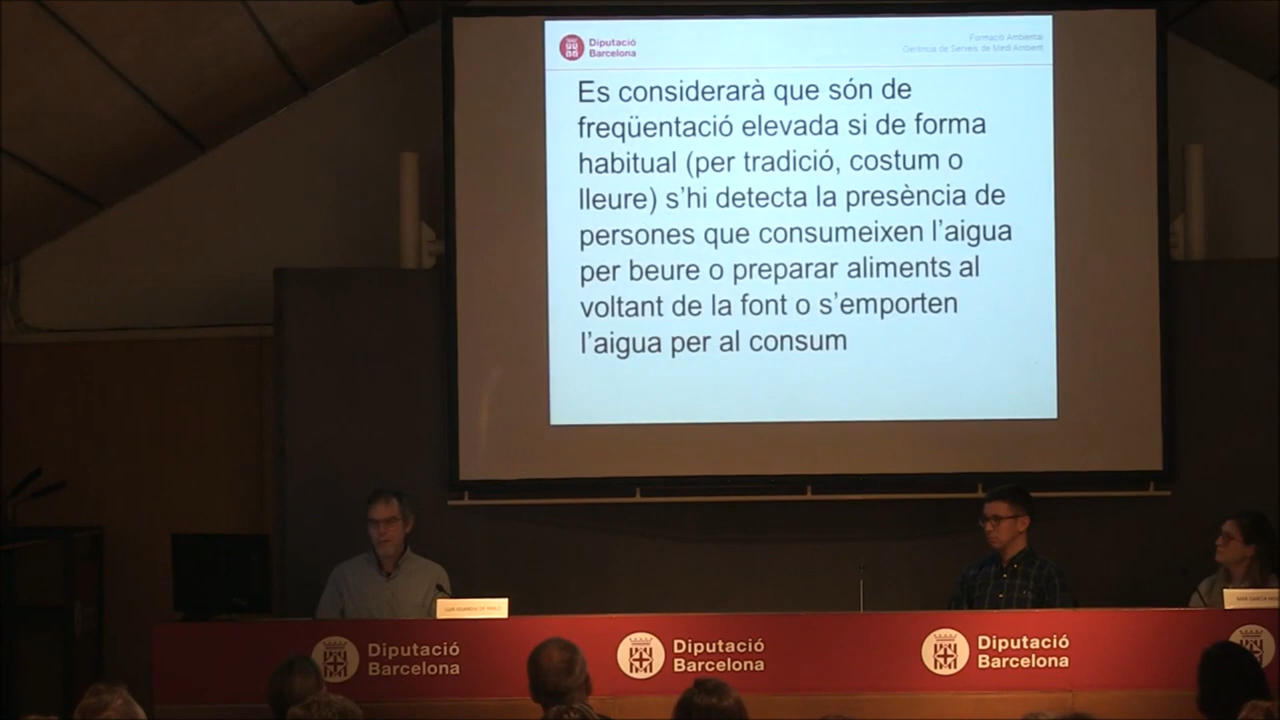 Diputació
Barcelona
Formació Ambiental
Gerència de Serveis de Medi Ambient
Es considerarà que són de
freqüentació elevada si de forma
habitual (per tradició, costum o
lleure) s’hi detecta la presència de
persones que consumeixen l’aigua
per beure o preparar aliments al
voltant de la font o s’emporten
l’aigua per al consum
Diputació
Barcelona
Diputació
Barcelona
Diputació
Barcelona